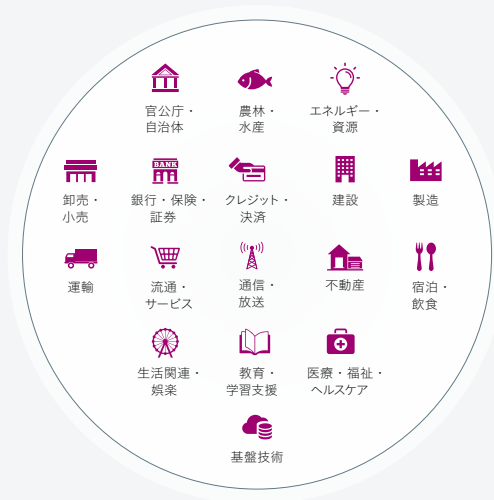 官公庁・
自治体
農林・
水産
エネルギー・
資源
卸売・
小売
BANK
銀行・保険・
証券
クレジット・
決済
建設
製造
運輸
流通・
サービス
通信・
放送
不動産
宿泊・
飲食
生活関連・
娯楽
教育・
学習支援
医療・福祉・
ヘルスケア
基盤技術